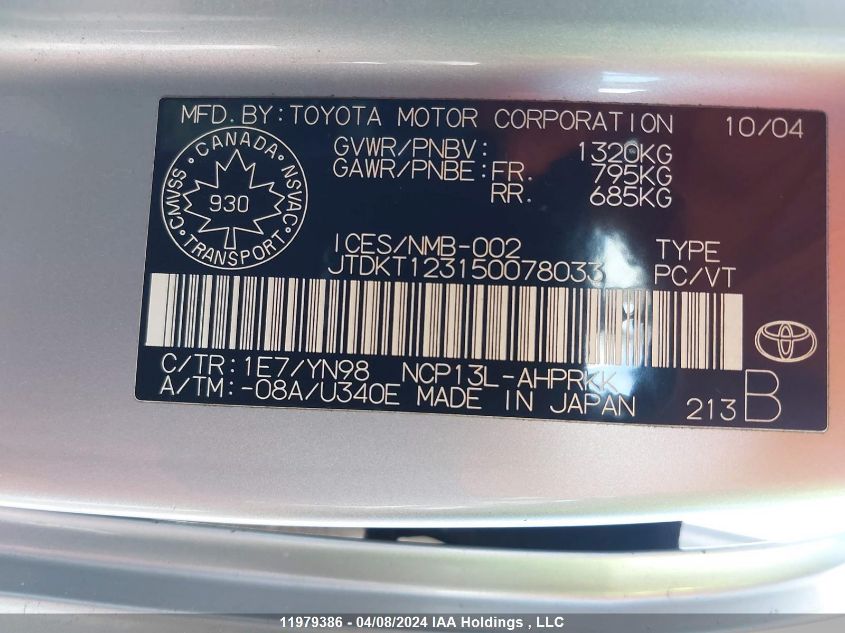 MFD.BY:TOYOTA MOTOR CORPORATION 10/04
GVWR/PNBV: 1320KG
GAWR/PNBE:FR. 795KG
RR. 685KG
CANADA
CMVSS 930 NSVAC
TRANSPORT
ICES/NMB-002 TYPE
JTDKT123150078033 PC/VT
C/TR:1E7/YN98 NCP13L-AHPRKK
A/TM:-08A/U340E MADE IN JAPAN 213B
11979386 - 04/08/2024 IAA Holdings , LLC